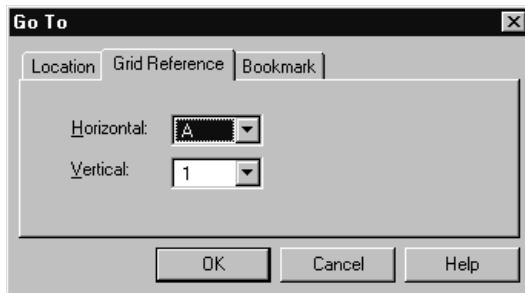 Go To
Location Grid Reference Bookmark
Horizontal: A
Vertical: 1
OK Cancel Help